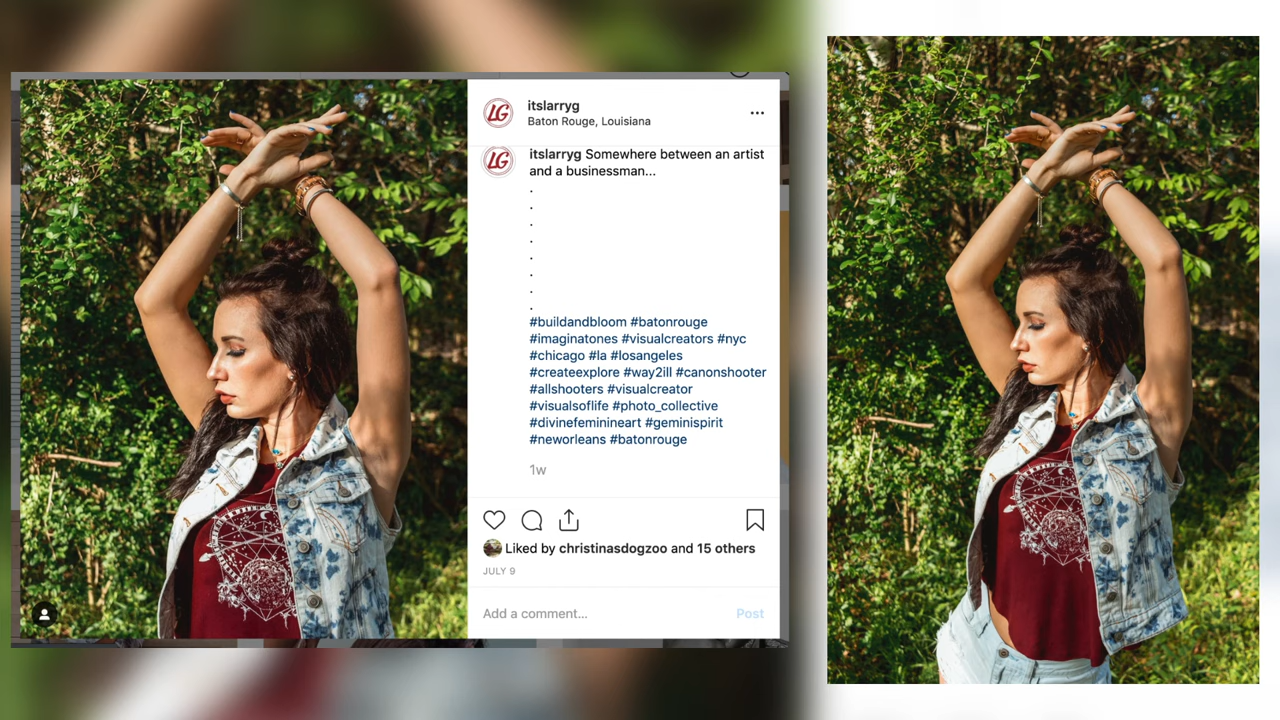 LG
itslarryg
Baton Rouge, Louisiana
LG
itslarryg Somewhere between an artist
and a businessman...
.
.
.
.
.
.
.
.
#buildandbloom #batonrouge
#imaginatones #visualcreators #nyc
#chicago #la #losangeles
#createexplore #way2ill #canonshooter
#allshooters #visualcreator
#visualsoflife #photo_collective
#divinefeminineart #geminispirit
#neworleans #batonrouge
1w
Liked by christinasdogzoo and 15 others
JULY 9
Add a comment... Post